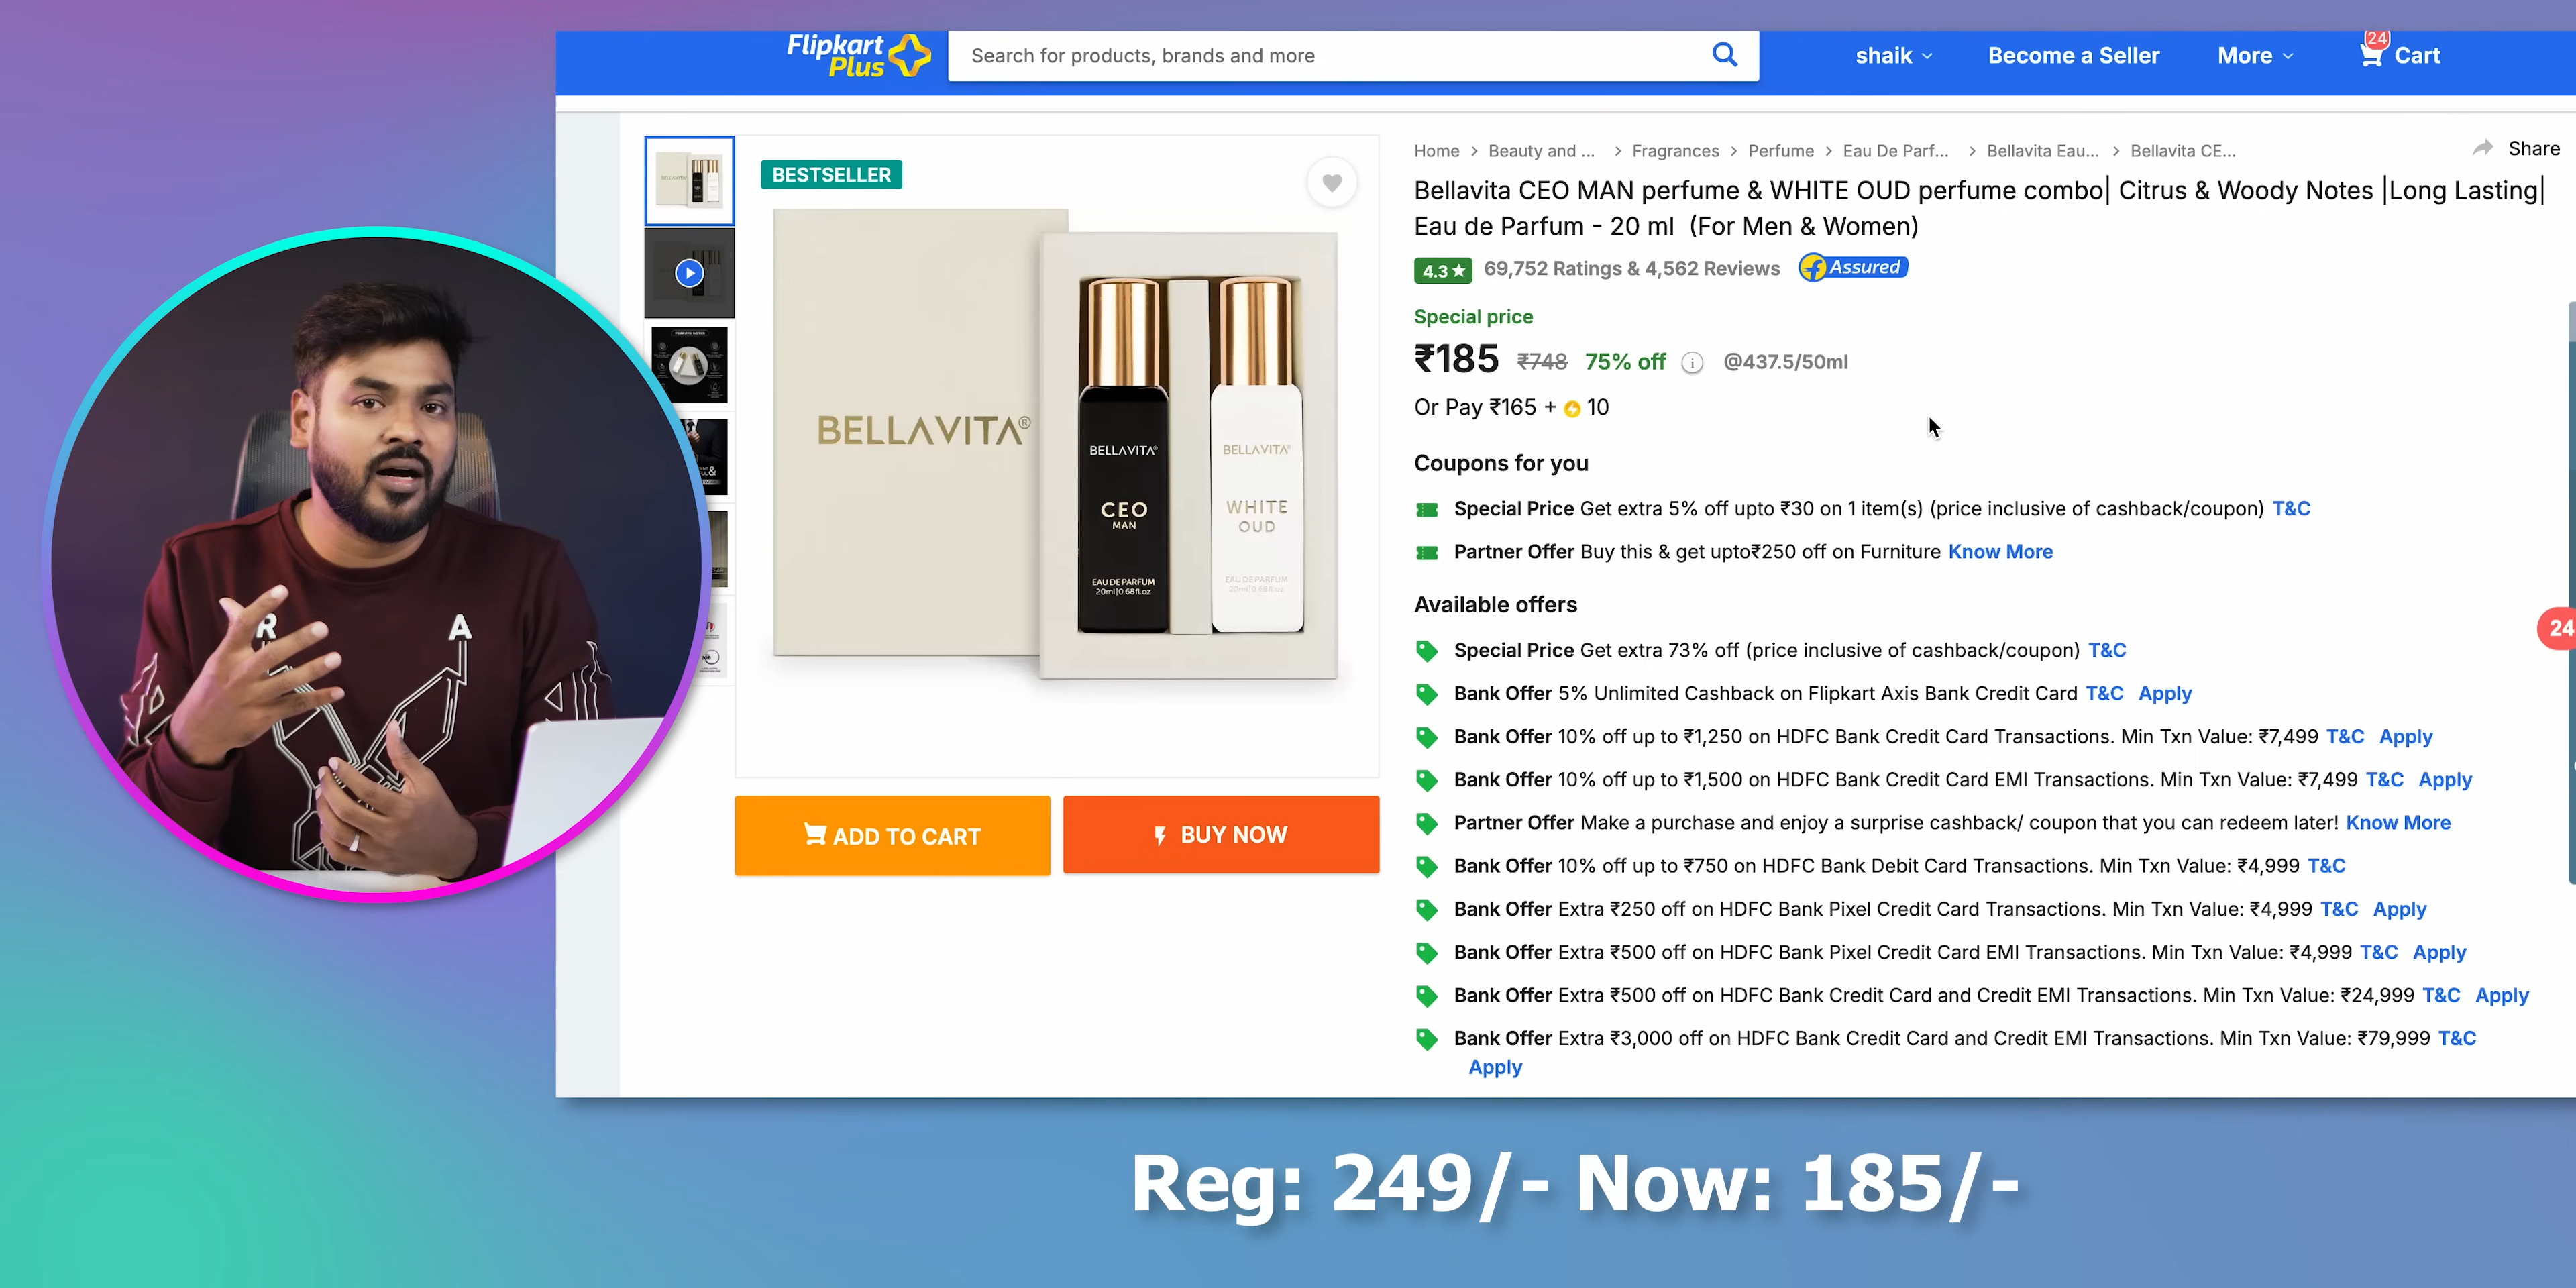 Flipkart
Plus
Search for products, brands and more
shaik
Become a Seller
More
24
Cart
Home > Beauty and ... > Fragrances > Perfume > Eau De Parf... > Bellavita Eau... > Bellavita CE...
Share
BESTSELLER
Bellavita CEO MAN perfume & WHITE OUD perfume combo| Citrus & Woody Notes |Long Lasting|
Eau de Parfum - 20 ml (For Men & Women)
4.3★ 69,752 Ratings & 4,562 Reviews
Assured
Special price
₹185 ₹748 75% off @437.5/50ml
Or Pay ₹165 + 10
BELLAVITA®
BELLAVITA®
CEO
MAN
EAU DE PARFUM
20ml|0.68fl.oz
BELLAVITA®
WHITE
OUD
EAU DE PARFUM
20ml|0.68fl.oz
Coupons for you
Special Price Get extra 5% off upto ₹30 on 1 item(s) (price inclusive of cashback/coupon) T&C
Partner Offer Buy this & get upto₹250 off on Furniture Know More
Available offers
Special Price Get extra 73% off (price inclusive of cashback/coupon) T&C
Bank Offer 5% Unlimited Cashback on Flipkart Axis Bank Credit Card T&C Apply
Bank Offer 10% off up to ₹1,250 on HDFC Bank Credit Card Transactions. Min Txn Value: ₹7,499 T&C Apply
Bank Offer 10% off up to ₹1,500 on HDFC Bank Credit Card EMI Transactions. Min Txn Value: ₹7,499 T&C Apply
Partner Offer Make a purchase and enjoy a surprise cashback/ coupon that you can redeem later! Know More
Bank Offer 10% off up to ₹750 on HDFC Bank Debit Card Transactions. Min Txn Value: ₹4,999 T&C
Bank Offer Extra ₹250 off on HDFC Bank Pixel Credit Card Transactions. Min Txn Value: ₹4,999 T&C Apply
Bank Offer Extra ₹500 off on HDFC Bank Pixel Credit Card EMI Transactions. Min Txn Value: ₹4,999 T&C Apply
Bank Offer Extra ₹500 off on HDFC Bank Credit Card and Credit EMI Transactions. Min Txn Value: ₹24,999 T&C Apply
Bank Offer Extra ₹3,000 off on HDFC Bank Credit Card and Credit EMI Transactions. Min Txn Value: ₹79,999 T&C
Apply
24
ADD TO CART
BUY NOW
R A
Reg: 249/- Now: 185/-